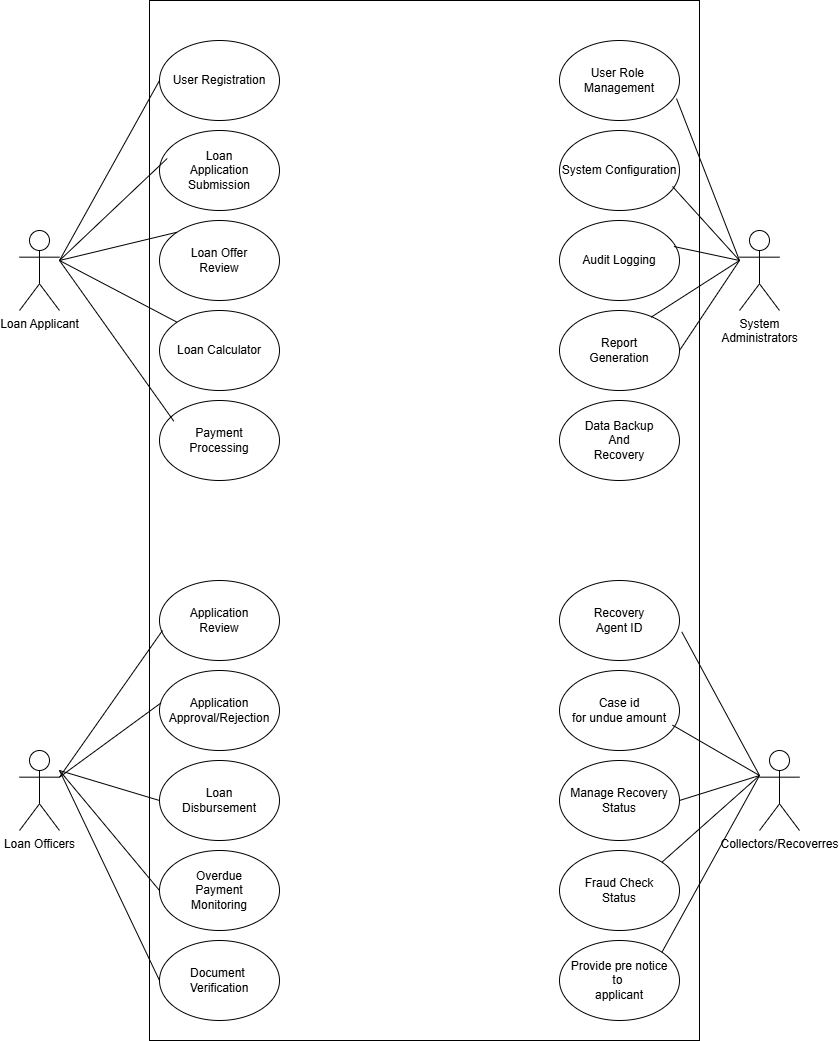 User Registration
Loan
Application
Submission
Loan Offer
Review
Loan Calculator
Payment
Processing
Loan Applicant
User Role
Management
System Configuration
Audit Logging
Report
Generation
Data Backup
And
Recovery
System
Administrators
Application
Review
Application
Approval/Rejection
Loan
Disbursement
Overdue
Payment
Monitoring
Document
Verification
Loan Officers
Recovery
Agent ID
Case id
for undue amount
Manage Recovery
Status
Fraud Check
Status
Provide pre notice
to
applicant
Collectors/Recoverres